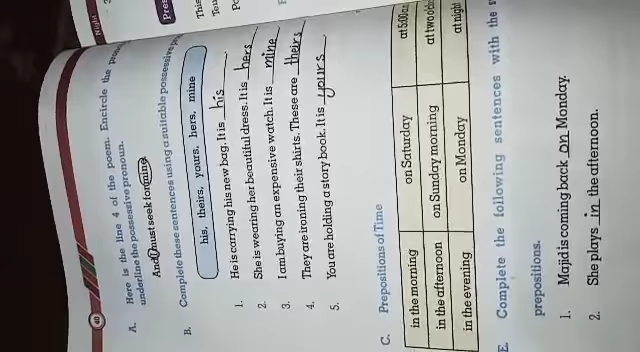 40
A. Here is the line 4 of the poem. Encircle the
underline the possessive pronoun.
And I must seek for mine
B. Complete these sentences using a suitable possessive
his, theirs, yours, hers, mine
1. He is carrying his new bag. It is his.
2. She is wearing her beautiful dress. It is hers.
3. I am buying an expensive watch. It is mine.
4. They are ironing their shirts. These are theirs.
5. You are holding a story book. It is yours.
C. Prepositions of Time
in the morning on Saturday at 5:00
in the afternoon on Sunday morning at two
in the evening on Monday at night
E. Complete the following sentences with the
prepositions.
1. Majid is coming back on Monday.
2. She plays in the afternoon.
Night
Pres
This